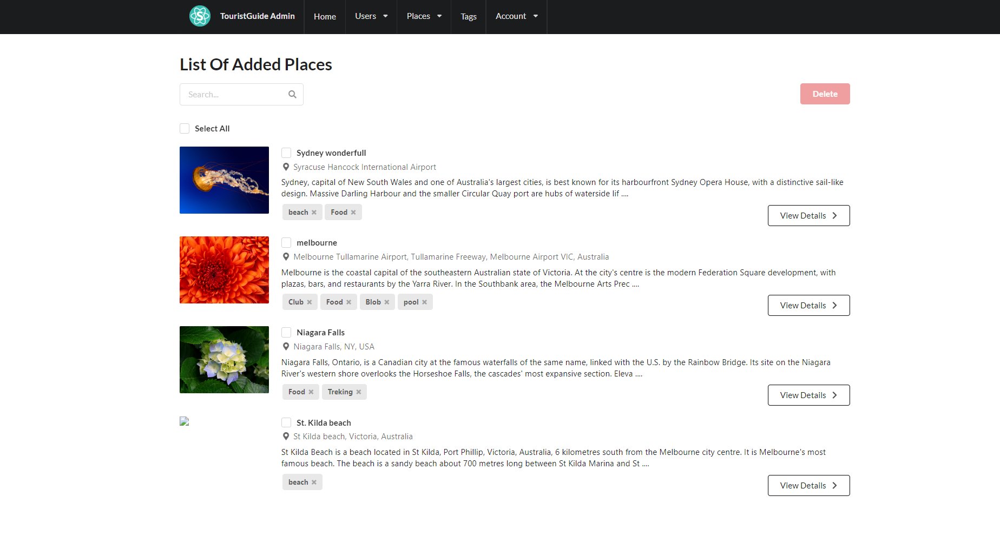 TouristGuide Admin
Home
Users
Places
Tags
Account
List Of Added Places
Search...
Delete
Select All
Sydney wonderfull
Syracuse Hancock International Airport
Sydney, capital of New South Wales and one of Australia's largest cities, is best known for its harbourfront Sydney Opera House, with a distinctive sail-like
design. Massive Darling Harbour and the smaller Circular Quay port are hubs of waterside lif ....
beach
Food
View Details
melbourne
Melbourne Tullamarine Airport, Tullamarine Freeway, Melbourne Airport VIC, Australia
Melbourne is the coastal capital of the southeastern Australian state of Victoria. At the city's centre is the modern Federation Square development, with
plazas, bars, and restaurants by the Yarra River. In the Southbank area, the Melbourne Arts Prec ....
Club
Food
Blob
pool
View Details
Niagara Falls
Niagara Falls, NY, USA
Niagara Falls, Ontario, is a Canadian city at the famous waterfalls of the same name, linked with the U.S. by the Rainbow Bridge. Its site on the Niagara
River's western shore overlooks the Horseshoe Falls, the cascades' most expansive section. Eleva ....
Food
Treking
View Details
St. Kilda beach
St Kilda beach, Victoria, Australia
St Kilda Beach is a beach located in St Kilda, Port Phillip, Victoria, Australia, 6 kilometres south from the Melbourne city centre. It is Melbourne's most
famous beach. The beach is a sandy beach about 700 metres long between St Kilda Marina and St ....
beach
View Details